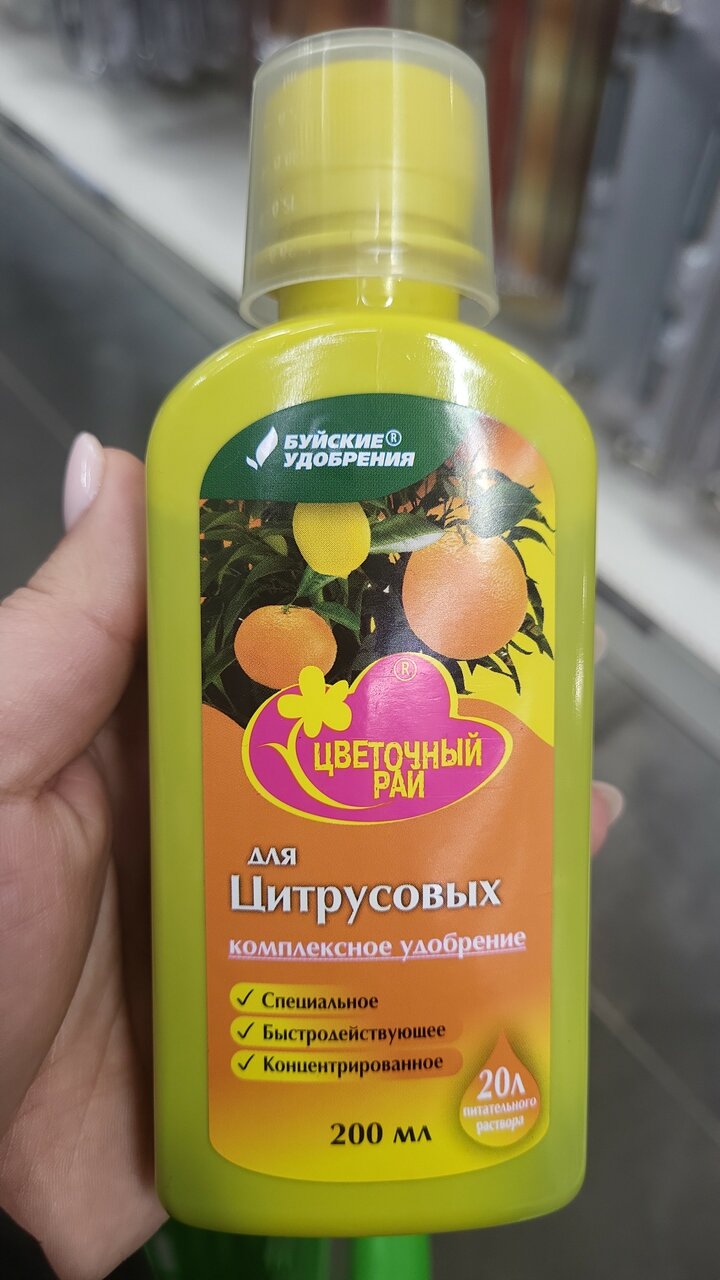 БУЙСКИЕ®
УДОБРЕНИЯ
®
ЦВЕТОЧНЫЙ
РАЙ
для
Цитрусовых
комплексное удобрение
✓ Специальное
✓ Быстродействующее
✓ Концентрированное
20л
питательного
раствора
200 мл